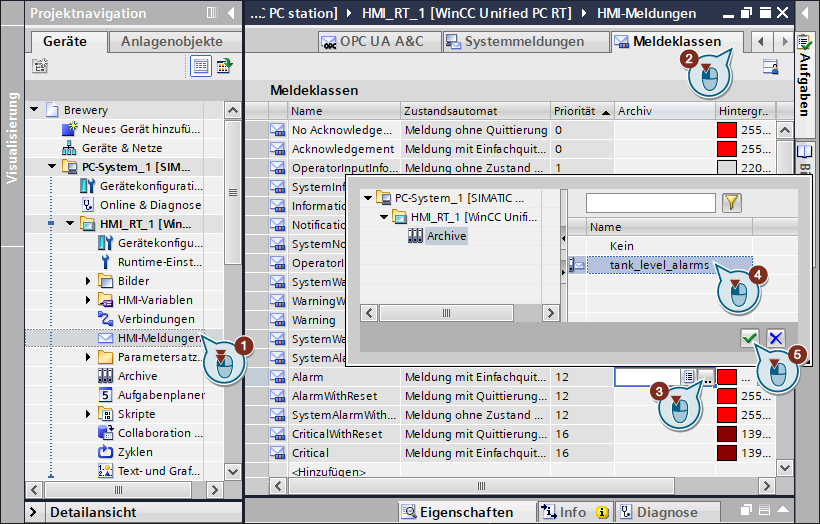 Projektnavigation
...: PC station] ▸ HMI_RT_1 [WinCC Unified PC RT] ▸ HMI-Meldungen
Geräte
Anlagenobjekte
OPC UA A&C
Systemmeldungen
Meldeklassen
Aufgaben
Bi
Visualisierung
Brewery
Neues Gerät hinzufü...
Geräte & Netze
PC-System_1 [SIM...
Gerätekonfigurati...
Online & Diagnose
HMI_RT_1 [Win...
Gerätekonfigu...
Runtime-Einst...
Bilder
HMI-Variablen
Verbindungen
HMI-Meldungen
Parametersatz...
Archive
Aufgabenplaner
Skripte
Collaboration ...
Zyklen
Text- und Graf...
Detailansicht
Meldeklassen
Name Zustandsautomat Priorität Archiv Hintergr...
No Acknowledge... Meldung ohne Quittierung 0 255...
Acknowledgement Meldung mit Einfachquit... 0 255...
OperatorInputInfo... Meldung ohne Zustand ... 1 220...
SystemInf
Information
Notificatio
SystemNo
OperatorI
SystemWa
WarningW
Warning
SystemWa
SystemAla
Alarm Meldung mit Einfachquit... 12 ...
AlarmWithReset Meldung mit Quittierung... 12 255...
SystemAlarmWith... Meldung ohne Zustand ... 12 255...
CriticalWithReset Meldung mit Quittierung... 16 139...
Critical Meldung mit Einfachquit... 16 139...
<Hinzufügen>
PC-System_1 [SIMATIC ...
HMI_RT_1 [WinCC Unifi...
Archive
Name
Kein
tank_level_alarms
1
2
3
4
5
Eigenschaften
Info
Diagnose